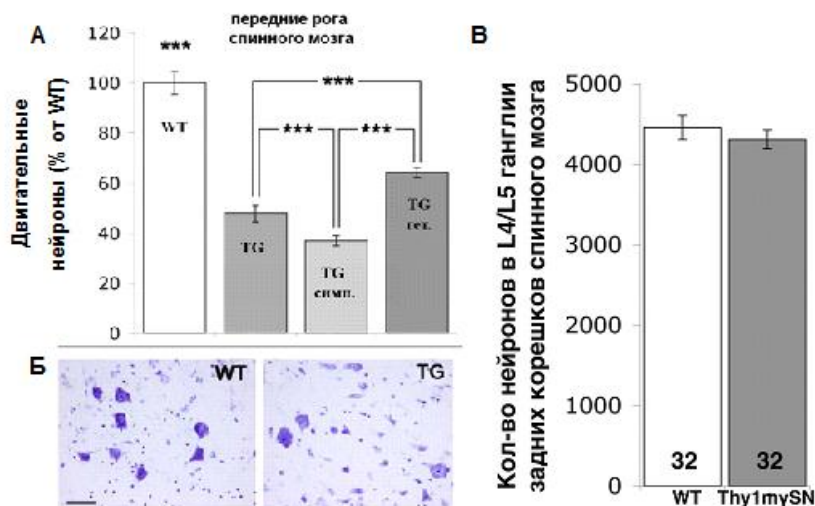 А
передние рога
спинного мозга
Двигательные
нейроны (% от WT)
120
100
80
60
40
20
0
***
***
***
***
WT
TG
TG
симп.
TG
Б
WT
TG
В
Кол-во нейронов в L4/L5 ганглии
задних корешков спинного мозга
5000
4000
3000
2000
1000
0
32
32
WT
Thy1mySN